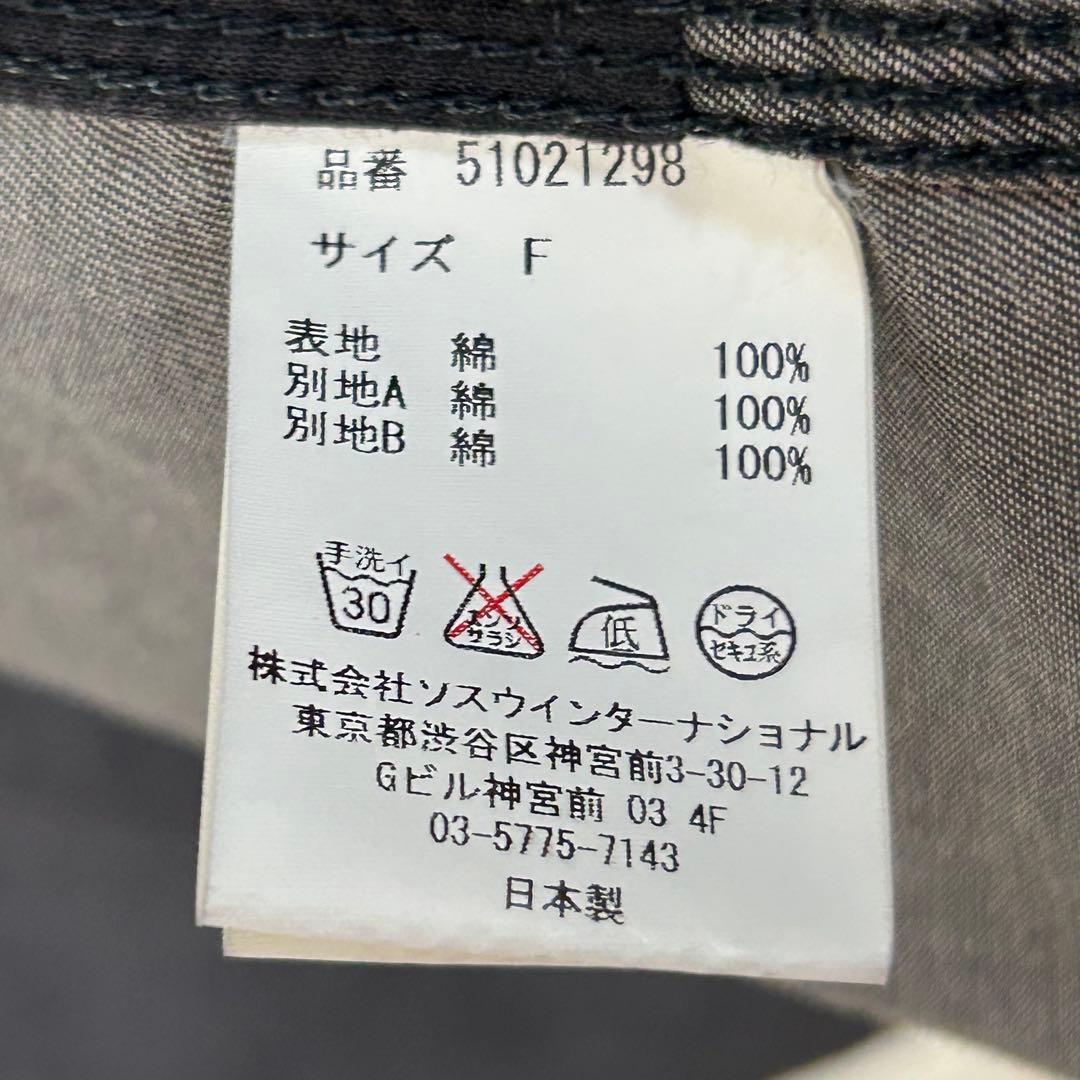 品番 51021298
サイズ F
表地 綿 100%
別地A 綿 100%
別地B 綿 100%
手洗イ
30
エンソ
サラシ
低
ドライ
セキユ系
株式会社ソスウインターナショナル
東京都渋谷区神宮前3-30-12
Gビル神宮前 03 4F
03-5775-7143
日本製